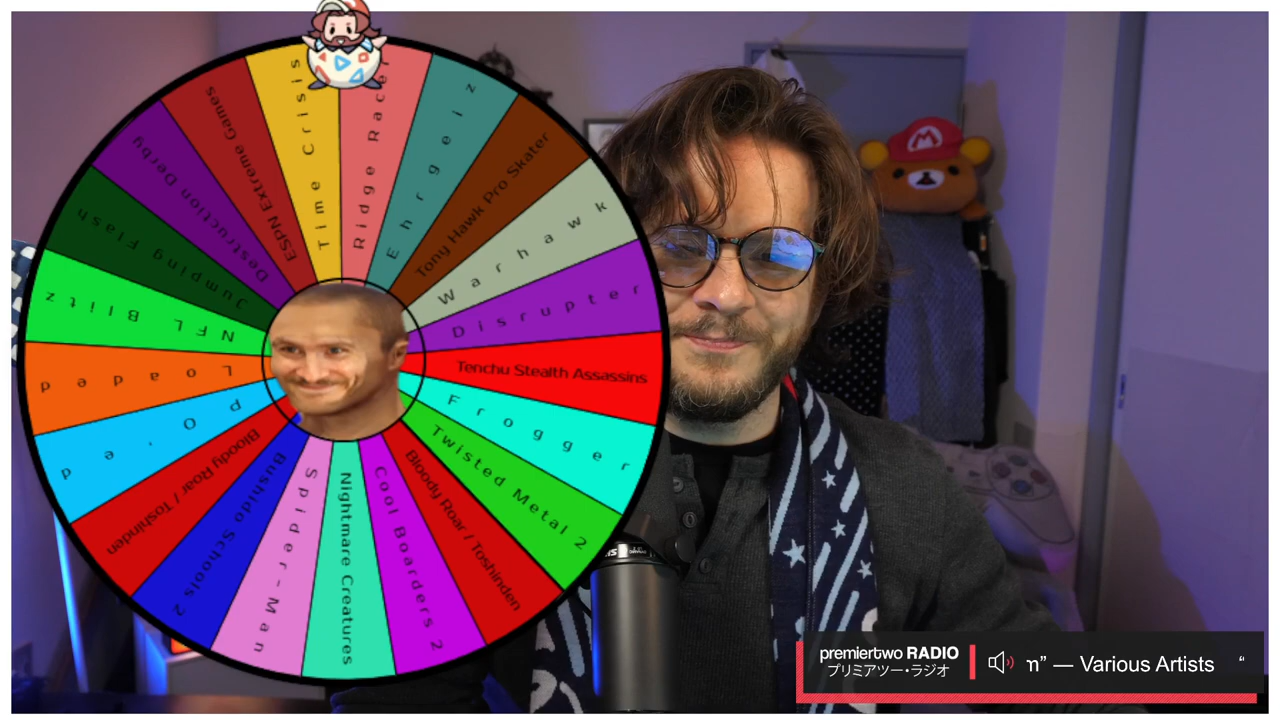 Time Crisis
Ridge Racer
Ehrgeiz
Tony Hawk Pro Skater
Warhawk
Disrupter
Tenchu Stealth Assassins
Frogger
Twisted Metal 2
Bloody Roar / Toshinden
Cool Boarders 2
Nightmare Creatures
Spider-Man
Bushido Schools 2
Bloody Roar / Toshinden
pO'ed
Loaded
NFL Blitz
Jumping Flash
Destruction Derby
ESPN Extreme Games
M
premiertwo RADIO
プリミアツー・ラジオ
n” — Various Artists “